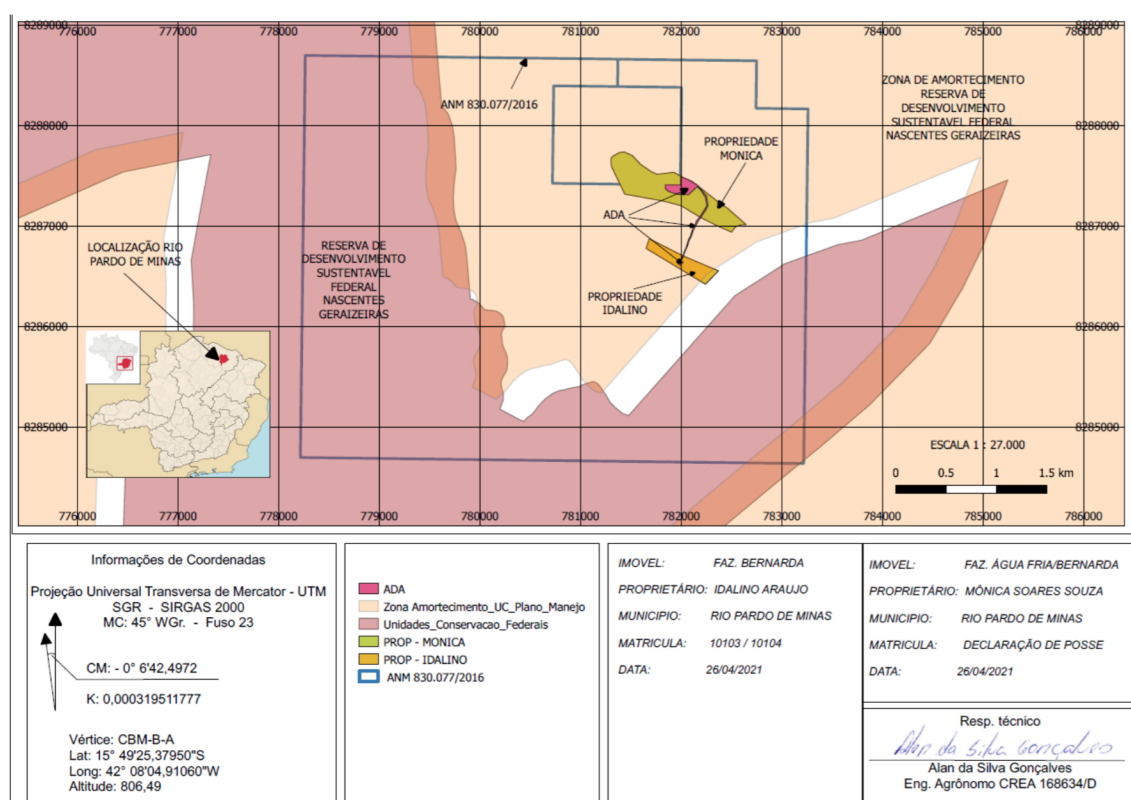 8289000
776000
777000
778000
779000
780000
781000
782000
783000
784000
785000
786000
8289000
ANM 830.077/2016
ZONA DE AMORTECIMENTO
RESERVA DE
DESENVOLVIMENTO
SUSTENTAVEL FEDERAL
NASCENTES GERAIZEIRAS
8288000
8288000
PROPRIEDADE
MONICA
ADA
8287000
8287000
LOCALIZAÇÃO RIO
PARDO DE MINAS
RESERVA DE
DESENVOLVIMENTO
SUSTENTAVEL
FEDERAL
NASCENTES
GERAIZEIRAS
PROPRIEDADE
IDALINO
8286000
8286000
8285000
8285000
ESCALA 1 : 27.000
0 0.5 1 1.5 km
776000
777000
778000
779000
780000
781000
782000
783000
784000
785000
786000
Informações de Coordenadas
Projeção Universal Transversa de Mercator - UTM
SGR - SIRGAS 2000
MC: 45° WGr. - Fuso 23
CM: - 0° 6'42,4972
K: 0,000319511777
Vértice: CBM-B-A
Lat: 15° 49'25,37950"S
Long: 42° 08'04,91060"W
Altitude: 806,49
ADA
Zona Amortecimento_UC_Plano_Manejo
Unidades_Conservacao_Federais
PROP - MONICA
PROP - IDALINO
ANM 830.077/2016
IMOVEL: FAZ. BERNARDA
PROPRIETÁRIO: IDALINO ARAUJO
MUNICIPIO: RIO PARDO DE MINAS
MATRICULA: 10103 / 10104
DATA: 26/04/2021
IMOVEL: FAZ. ÁGUA FRIA/BERNARDA
PROPRIETÁRIO: MÔNICA SOARES SOUZA
MUNICIPIO: RIO PARDO DE MINAS
MATRICULA: DECLARAÇÃO DE POSSE
DATA: 26/04/2021
Resp. técnico
Alan da Silva Gonçalves
Alan da Silva Gonçalves
Eng. Agrônomo CREA 168634/D